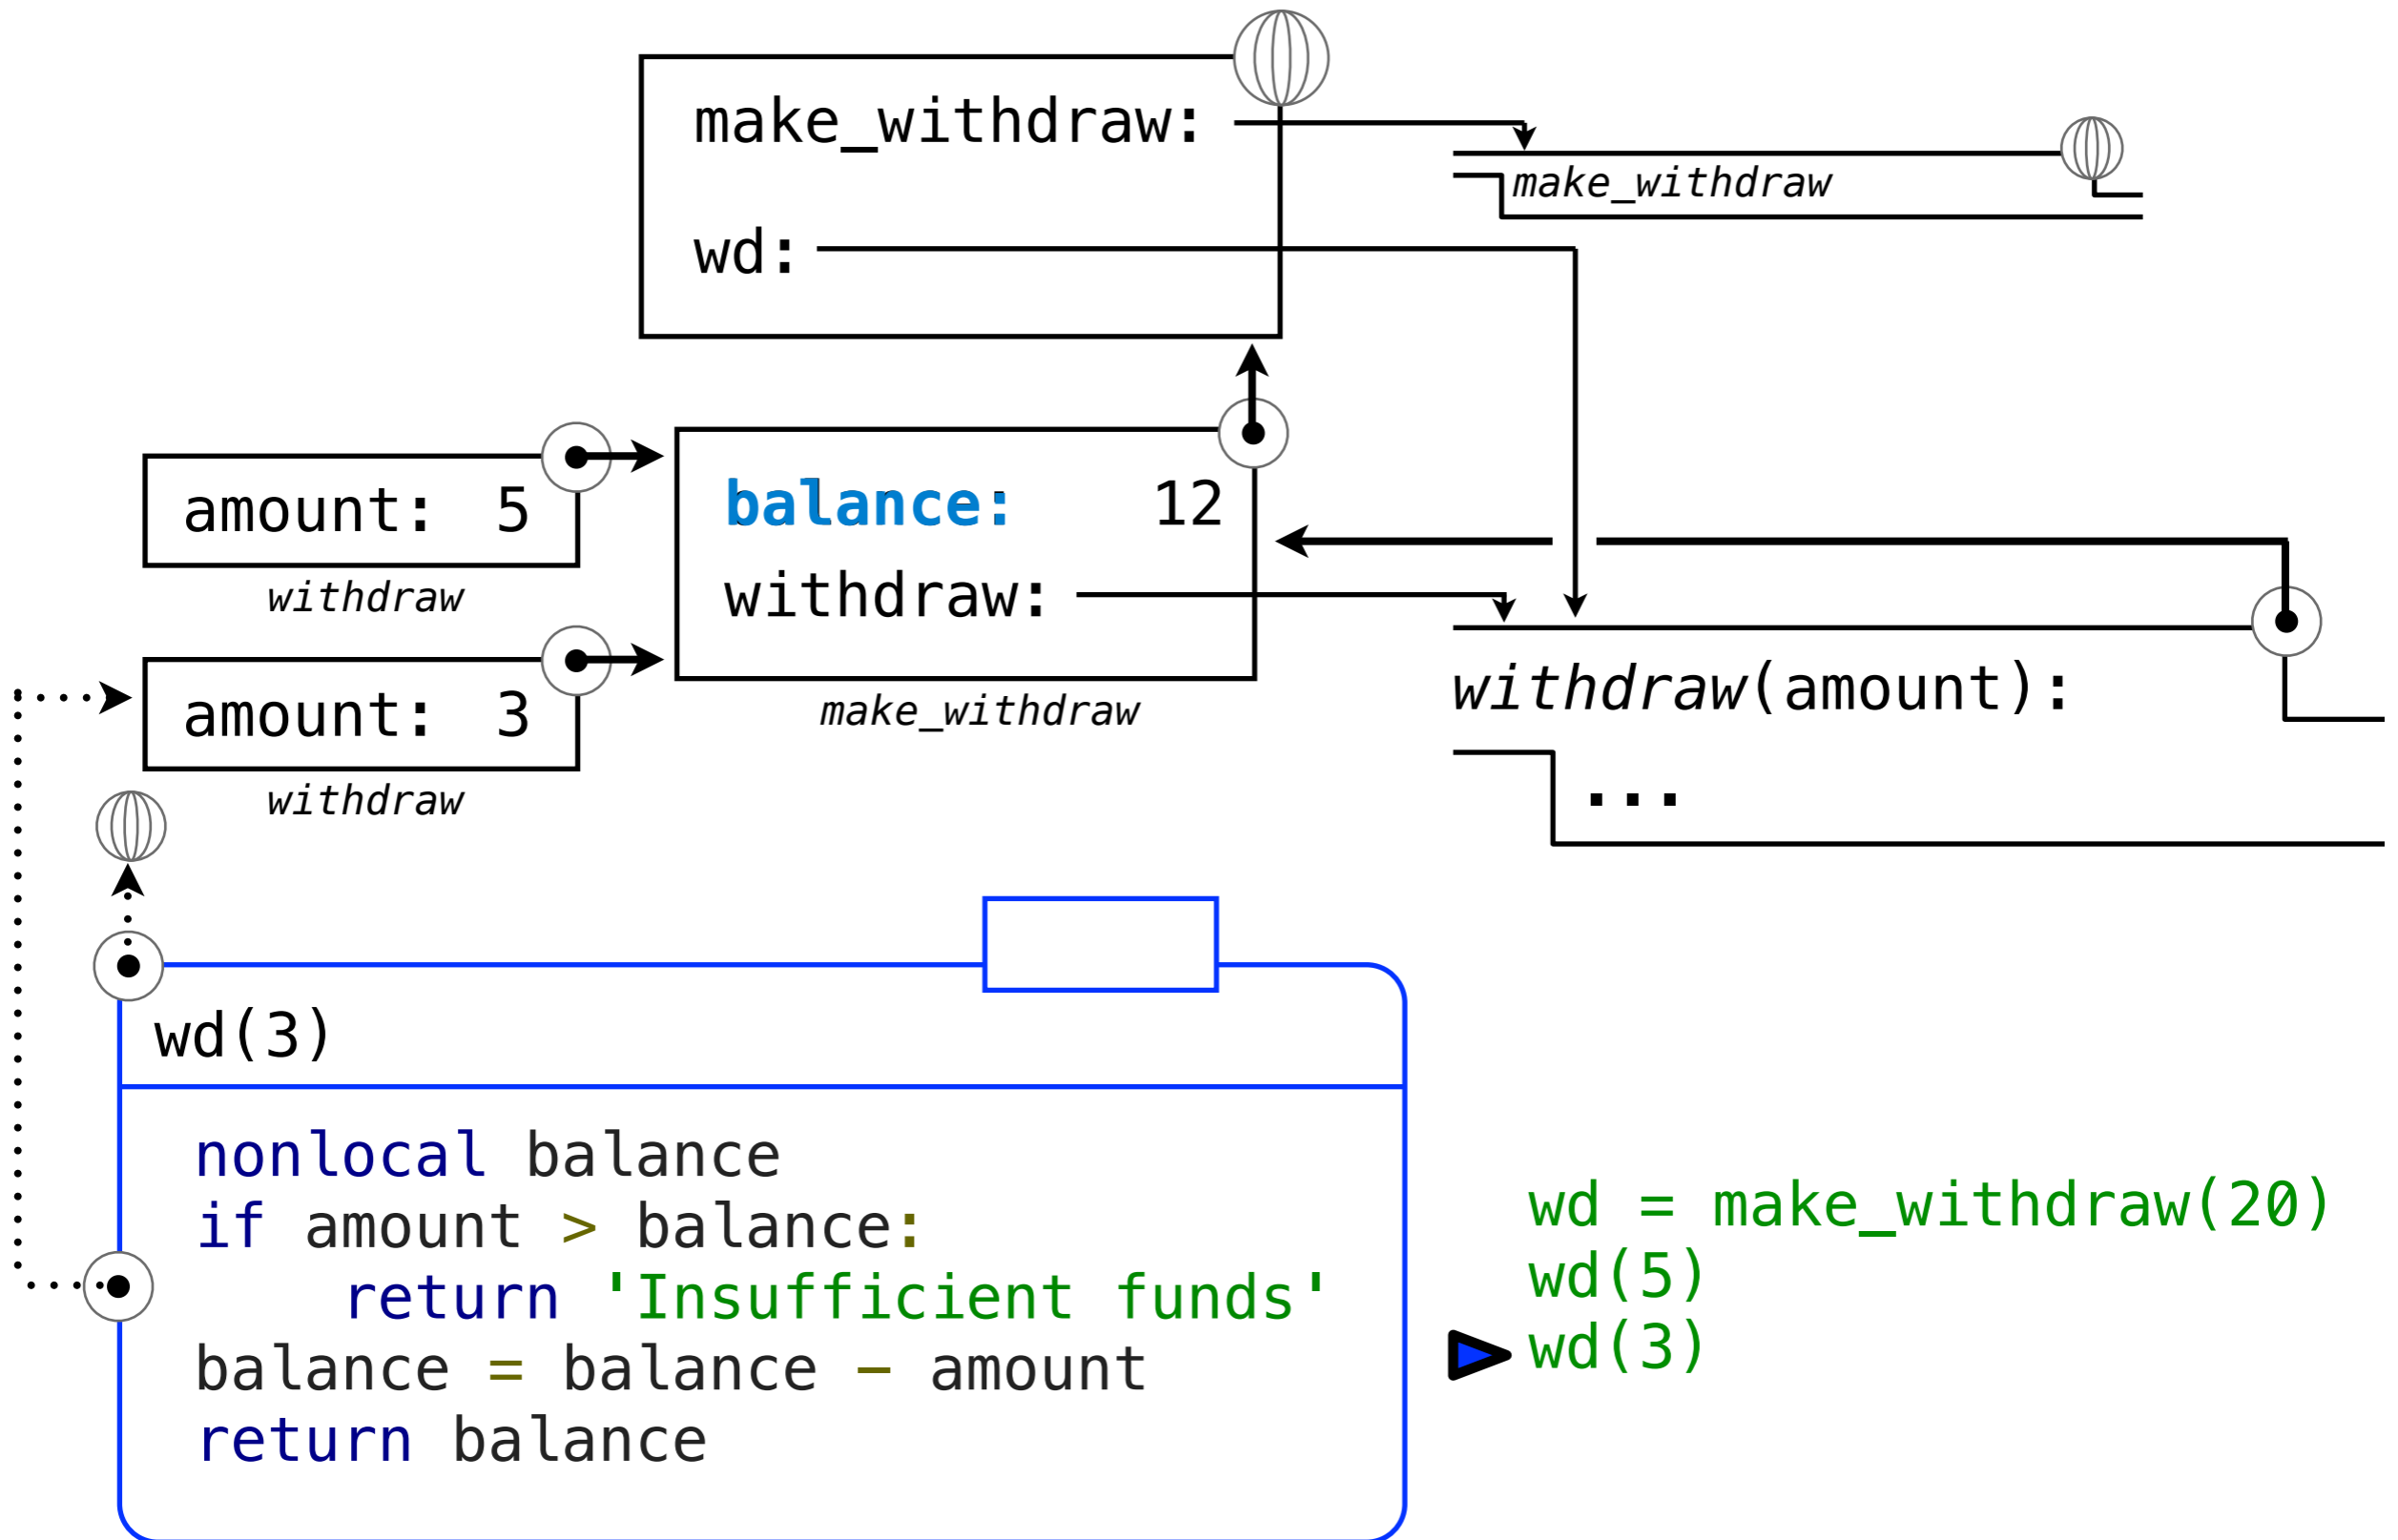 make_withdraw:
make_withdraw
wd:
balance: 12
amount: 5
withdraw:
withdraw
withdraw(amount):
amount: 3
make_withdraw
withdraw
...
wd(3)
nonlocal balance
if amount > balance:
return 'Insufficient funds'
balance = balance – amount
return balance
wd = make_withdraw(20)
wd(5)
wd(3)